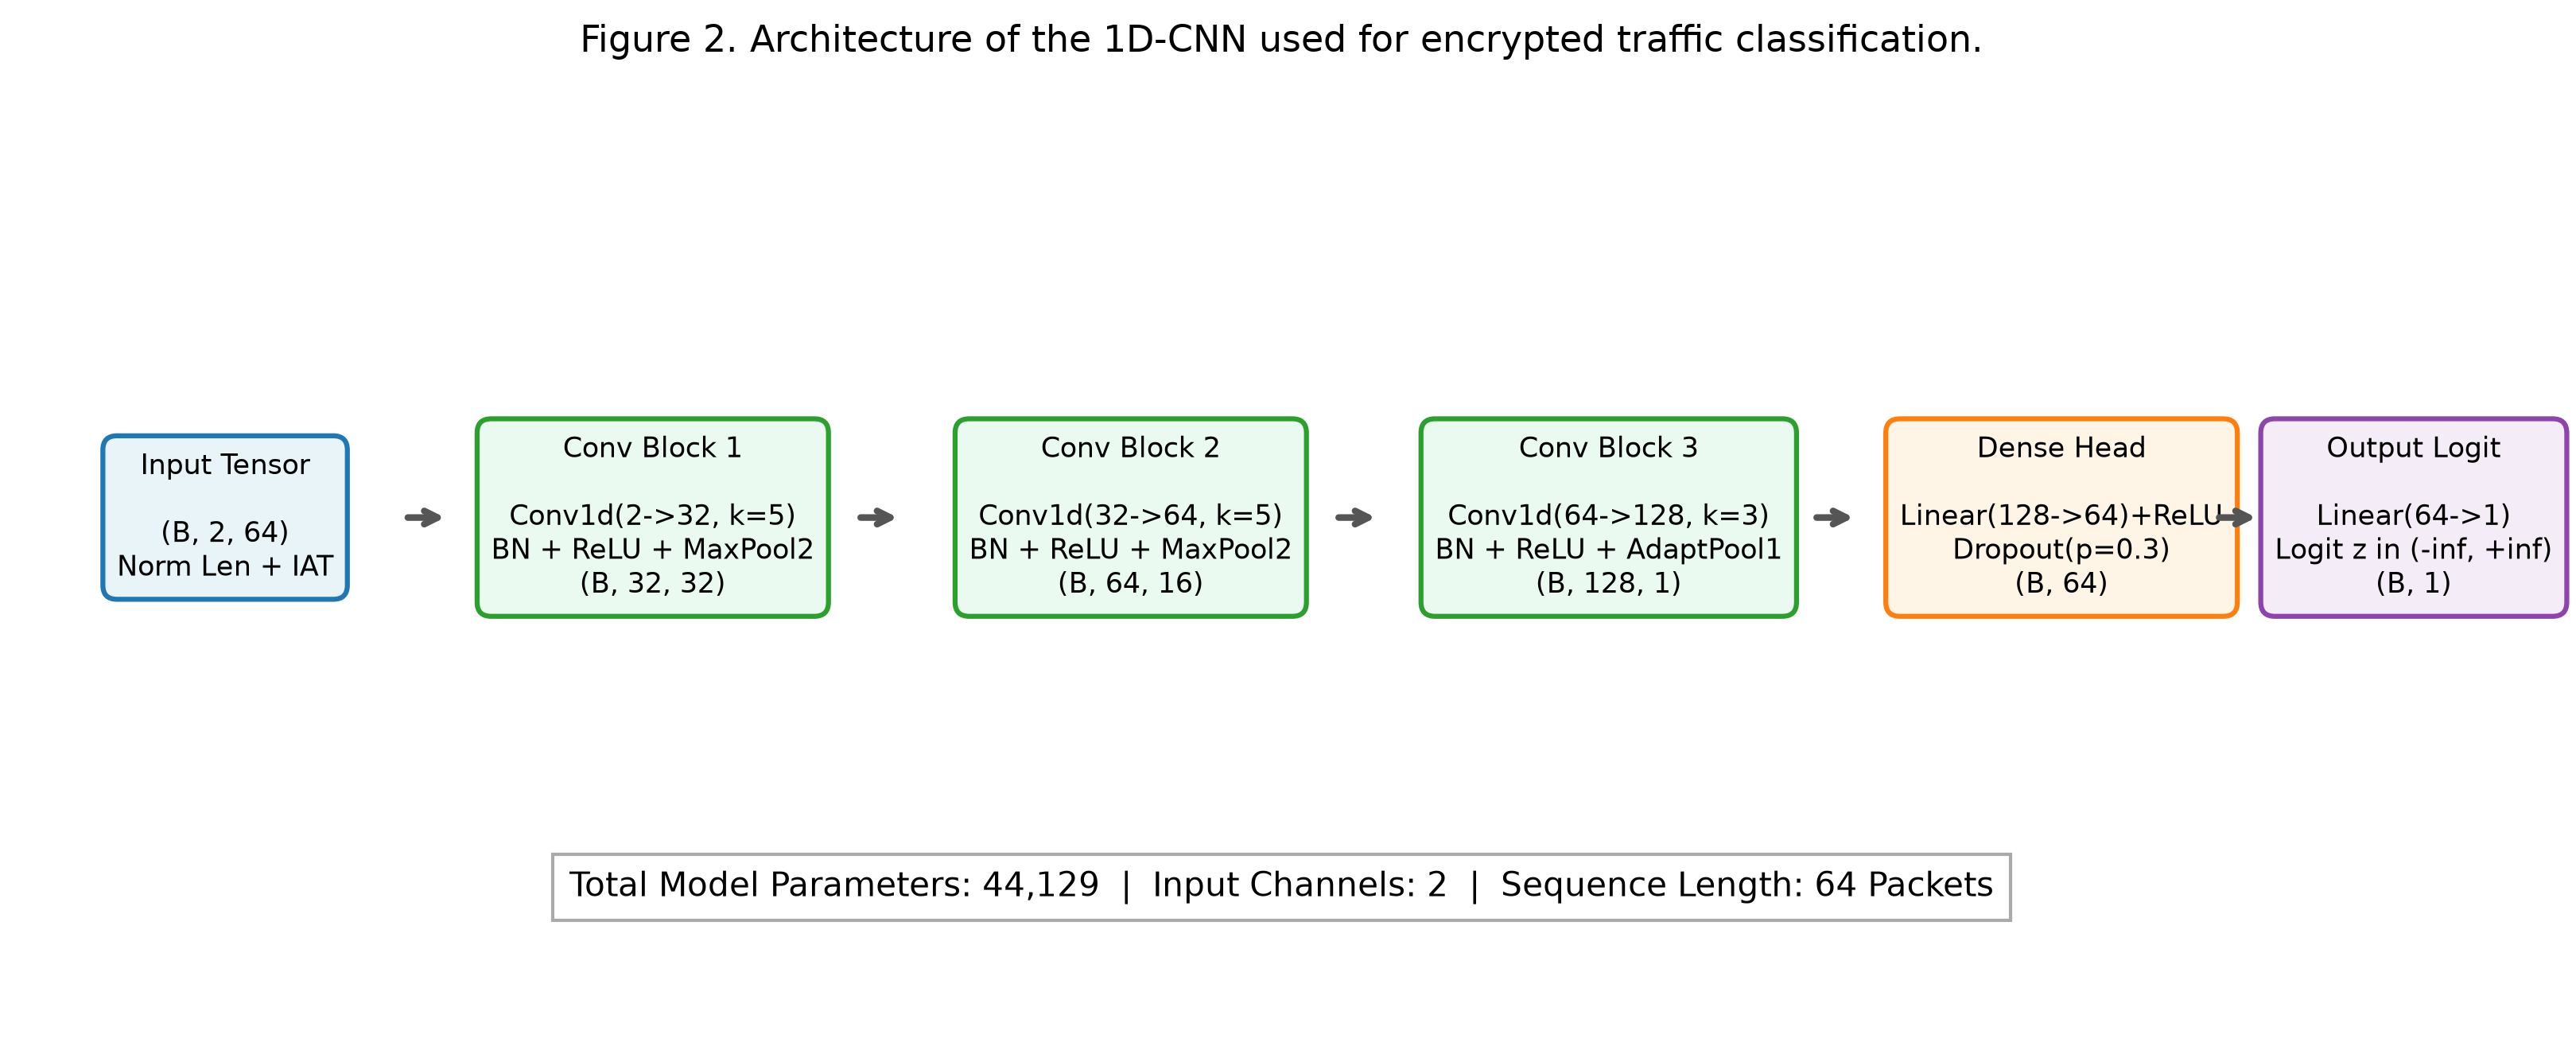 Figure 2. Architecture of the 1D-CNN used for encrypted traffic classification.
Input Tensor
(B, 2, 64)
Norm Len + IAT
Conv Block 1
Conv1d(2->32, k=5)
BN + ReLU + MaxPool2
(B, 32, 32)
Conv Block 2
Conv1d(32->64, k=5)
BN + ReLU + MaxPool2
(B, 64, 16)
Conv Block 3
Conv1d(64->128, k=3)
BN + ReLU + AdaptPool1
(B, 128, 1)
Dense Head
Linear(128->64)+ReLU
Dropout(p=0.3)
(B, 64)
Output Logit
Linear(64->1)
Logit z in (-inf, +inf)
(B, 1)
Total Model Parameters: 44,129 | Input Channels: 2 | Sequence Length: 64 Packets